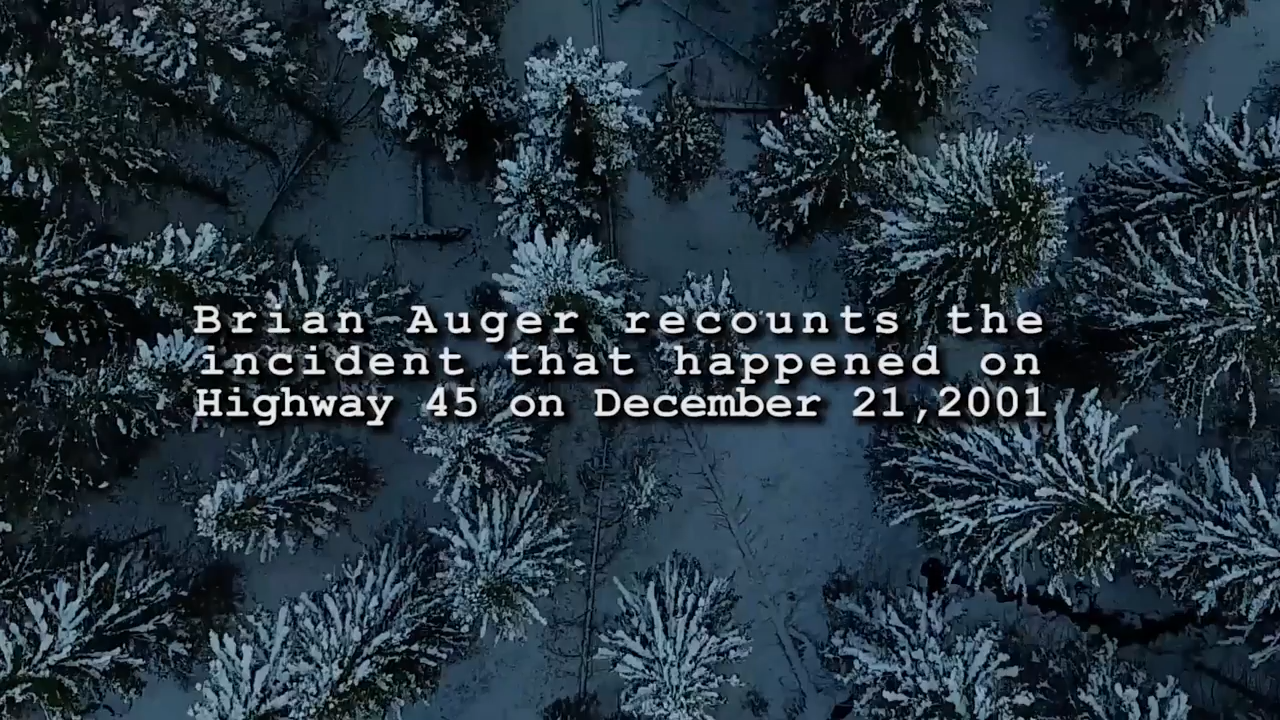 Brian Auger recounts the
incident that happened on
Highway 45 on December 21,2001